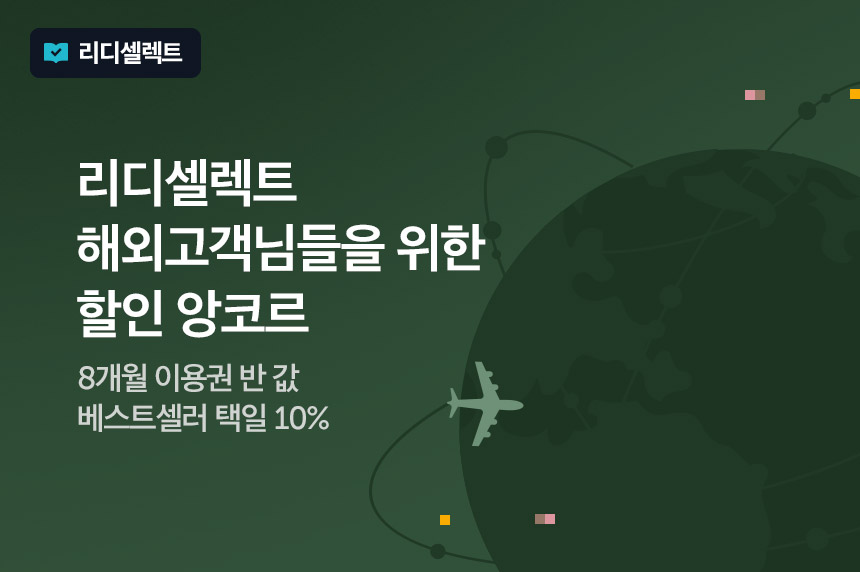 리디셀렉트
리디셀렉트
해외고객님들을 위한
할인 앙코르
8개월 이용권 반 값
베스트셀러 택일 10%